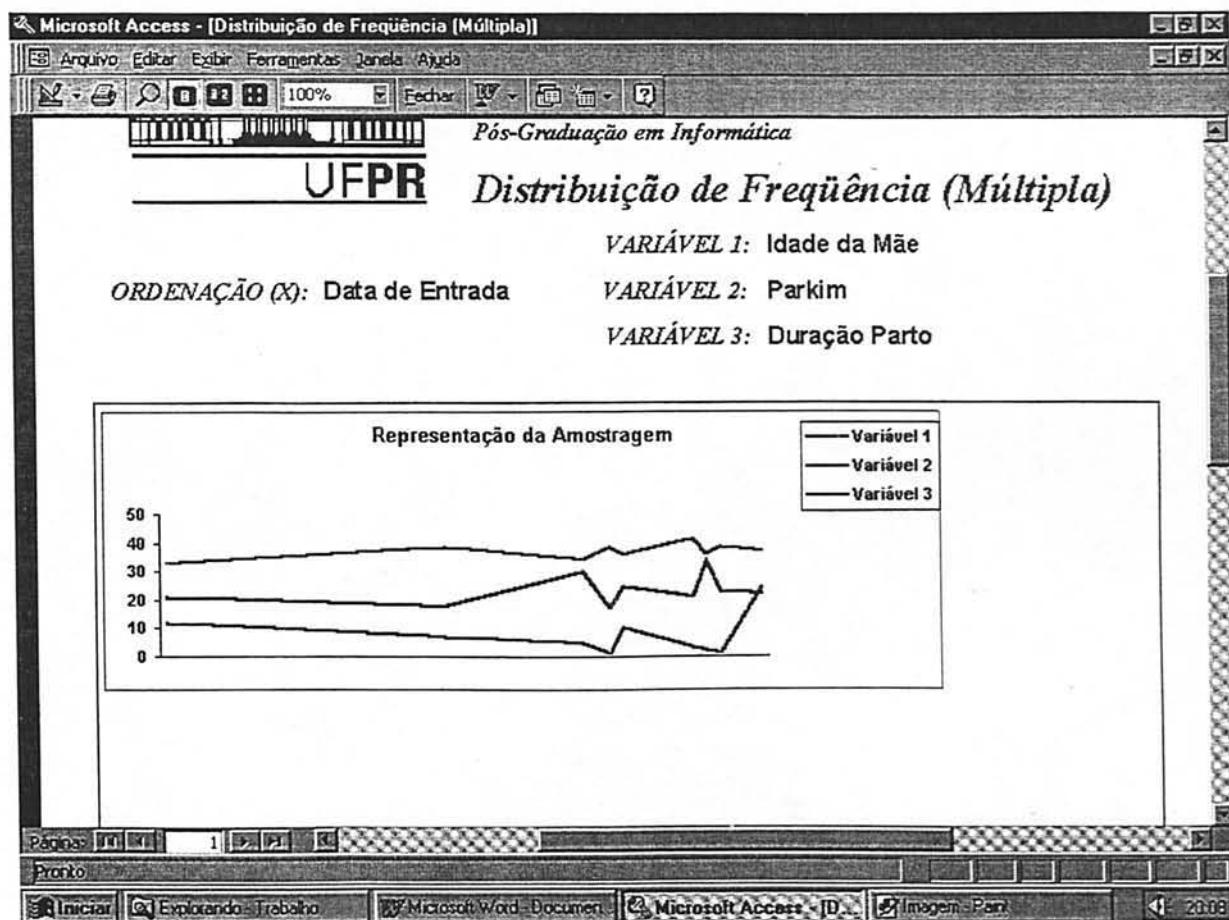 Microsoft Access - [Distribuição de Freqüência (Múltipla)]
Arquivo Editar Exibir Ferramentas Janela Ajuda
100% Fechar
Pós-Graduação em Informática
UFPR
Distribuição de Freqüência (Múltipla)
VARIÁVEL 1: Idade da Mãe
ORDENAÇÃO (X): Data de Entrada
VARIÁVEL 2: Parkim
VARIÁVEL 3: Duração Parto
Representação da Amostragem
Variável 1
Variável 2
Variável 3
50
40
30
20
10
0
Página: 1
Pronto
Iniciar Explorando - Trabalho Microsoft Word - Documen... Microsoft Access - [D... Imagem - Paint 20:08